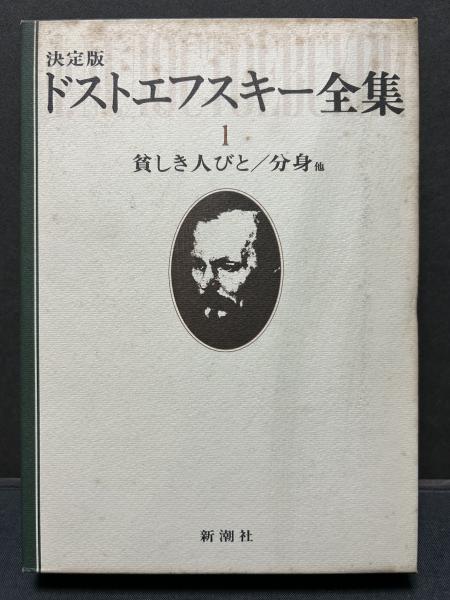 決定版
ドストエフスキー全集
1
貧しき人びと／分身 他
新潮社